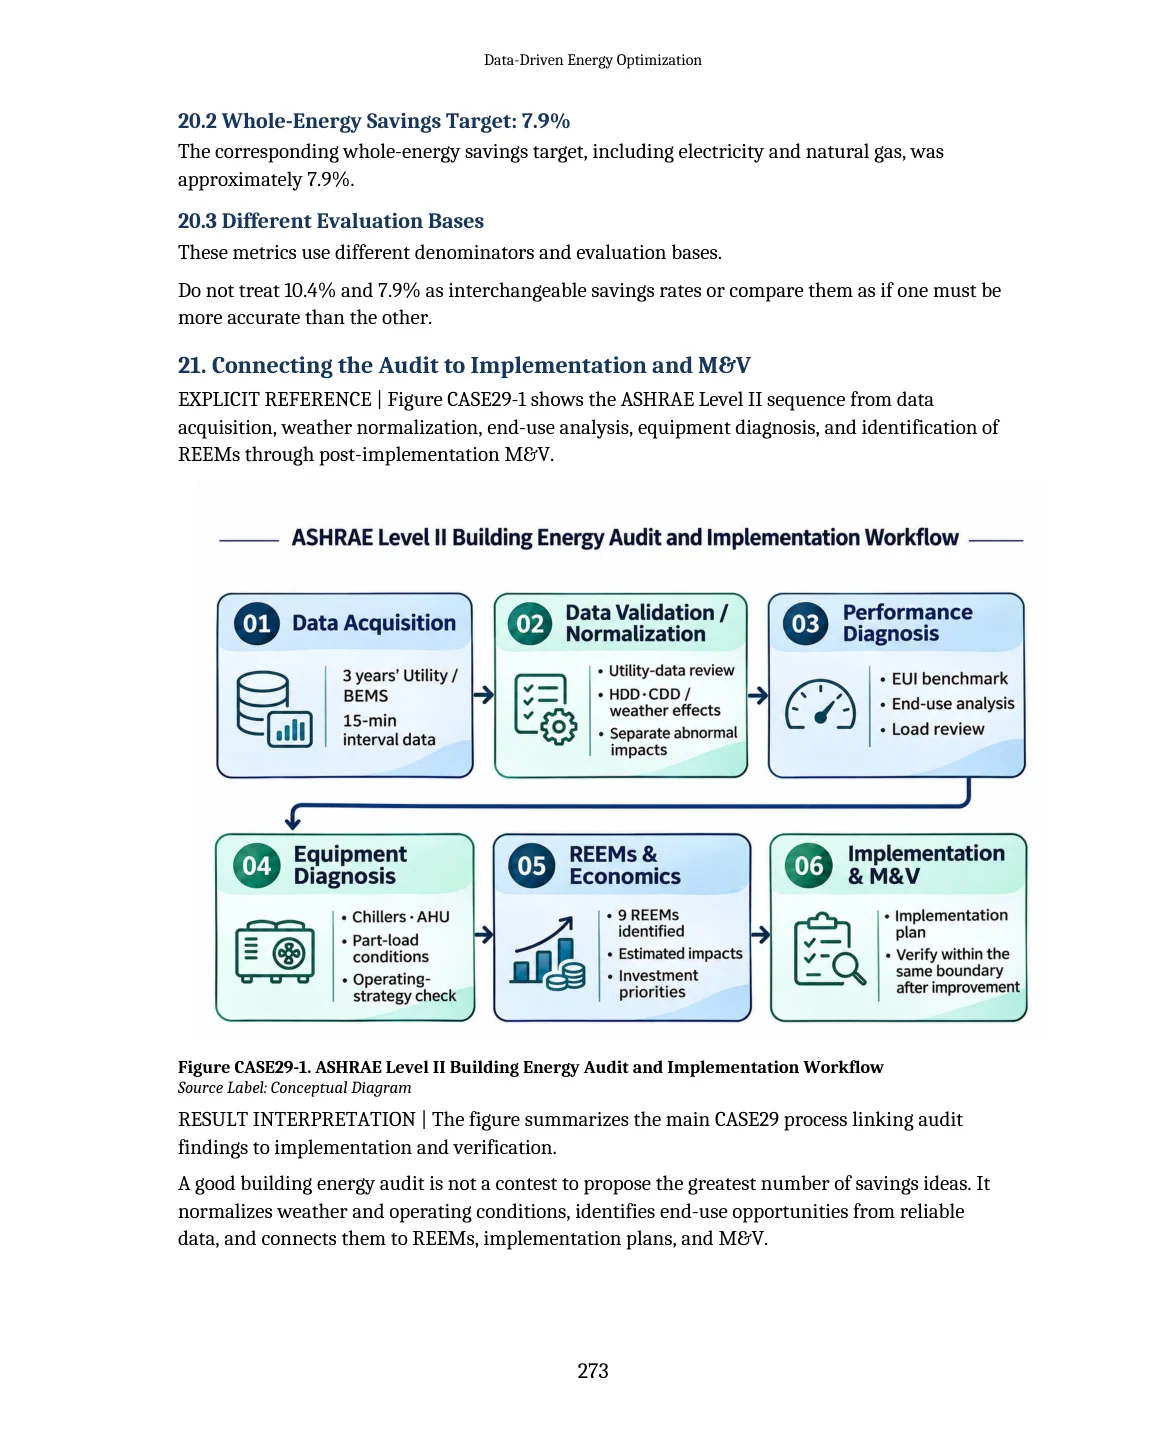 Data-Driven Energy Optimization
20.2 Whole-Energy Savings Target: 7.9%
The corresponding whole-energy savings target, including electricity and natural gas, was
approximately 7.9%.
20.3 Different Evaluation Bases
These metrics use different denominators and evaluation bases.
Do not treat 10.4% and 7.9% as interchangeable savings rates or compare them as if one must be
more accurate than the other.
21. Connecting the Audit to Implementation and M&V
EXPLICIT REFERENCE | Figure CASE29-1 shows the ASHRAE Level II sequence from data
acquisition, weather normalization, end-use analysis, equipment diagnosis, and identification of
REEMs through post-implementation M&V.
ASHRAE Level II Building Energy Audit and Implementation Workflow
01 Data Acquisition
3 years’ Utility /
BEMS
15-min
interval data
02 Data Validation /
Normalization
• Utility-data review
• HDD·CDD /
weather effects
• Separate abnormal
impacts
03 Performance
Diagnosis
• EUI benchmark
• End-use analysis
• Load review
04 Equipment
Diagnosis
• Chillers · AHU
• Part-load
conditions
• Operating-
strategy check
05 REEMs &
Economics
• 9 REEMs
identified
• Estimated impacts
• Investment
priorities
06 Implementation
& M&V
• Implementation
plan
• Verify within the
same boundary
after improvement
Figure CASE29-1. ASHRAE Level II Building Energy Audit and Implementation Workflow
Source Label: Conceptual Diagram
RESULT INTERPRETATION | The figure summarizes the main CASE29 process linking audit
findings to implementation and verification.
A good building energy audit is not a contest to propose the greatest number of savings ideas. It
normalizes weather and operating conditions, identifies end-use opportunities from reliable
data, and connects them to REEMs, implementation plans, and M&V.
273